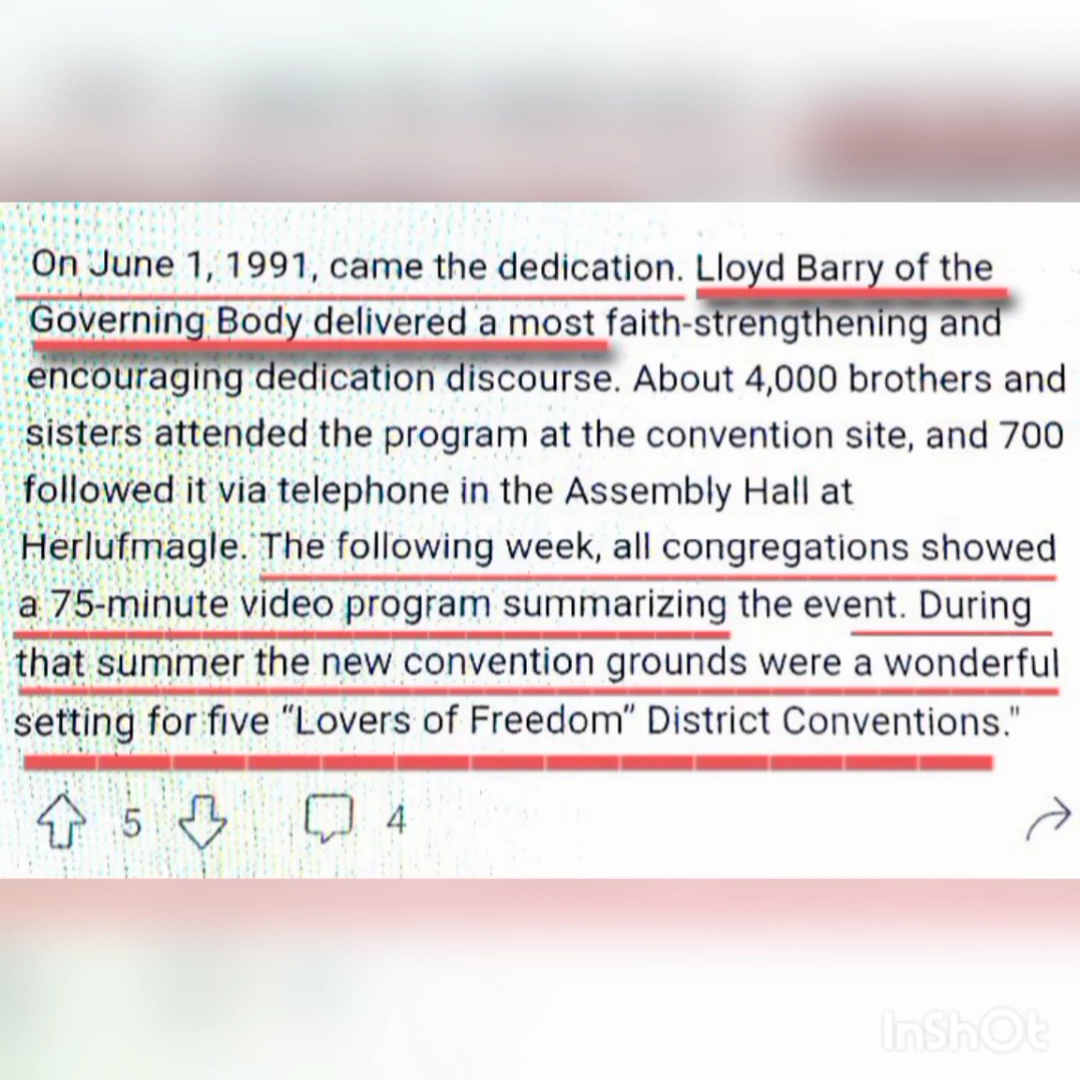 On June 1, 1991, came the dedication. Lloyd Barry of the
Governing Body delivered a most faith-strengthening and
encouraging dedication discourse. About 4,000 brothers and
sisters attended the program at the convention site, and 700
followed it via telephone in the Assembly Hall at
Herlufmagle. The following week, all congregations showed
a 75-minute video program summarizing the event. During
that summer the new convention grounds were a wonderful
setting for five “Lovers of Freedom” District Conventions."
5 4
InShOt